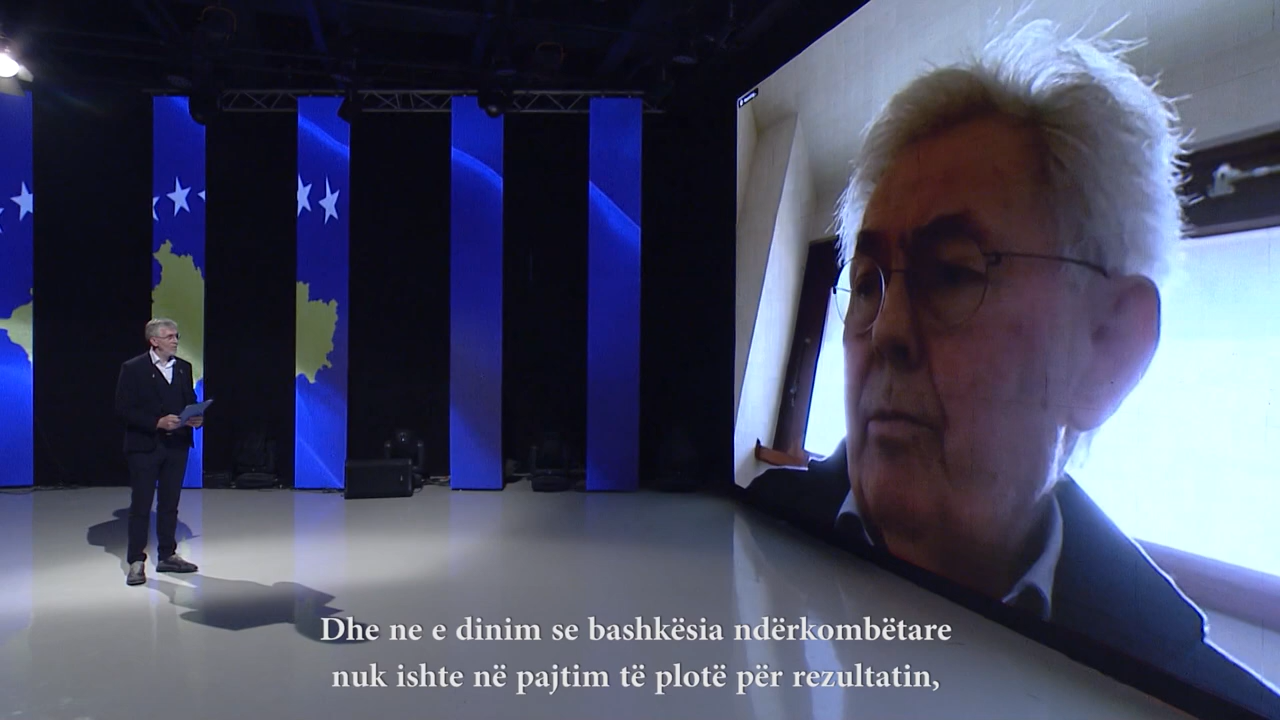 Dhe ne e dinim se bashkësia ndërkombëtare
nuk ishte në pajtim të plotë për rezultatin,